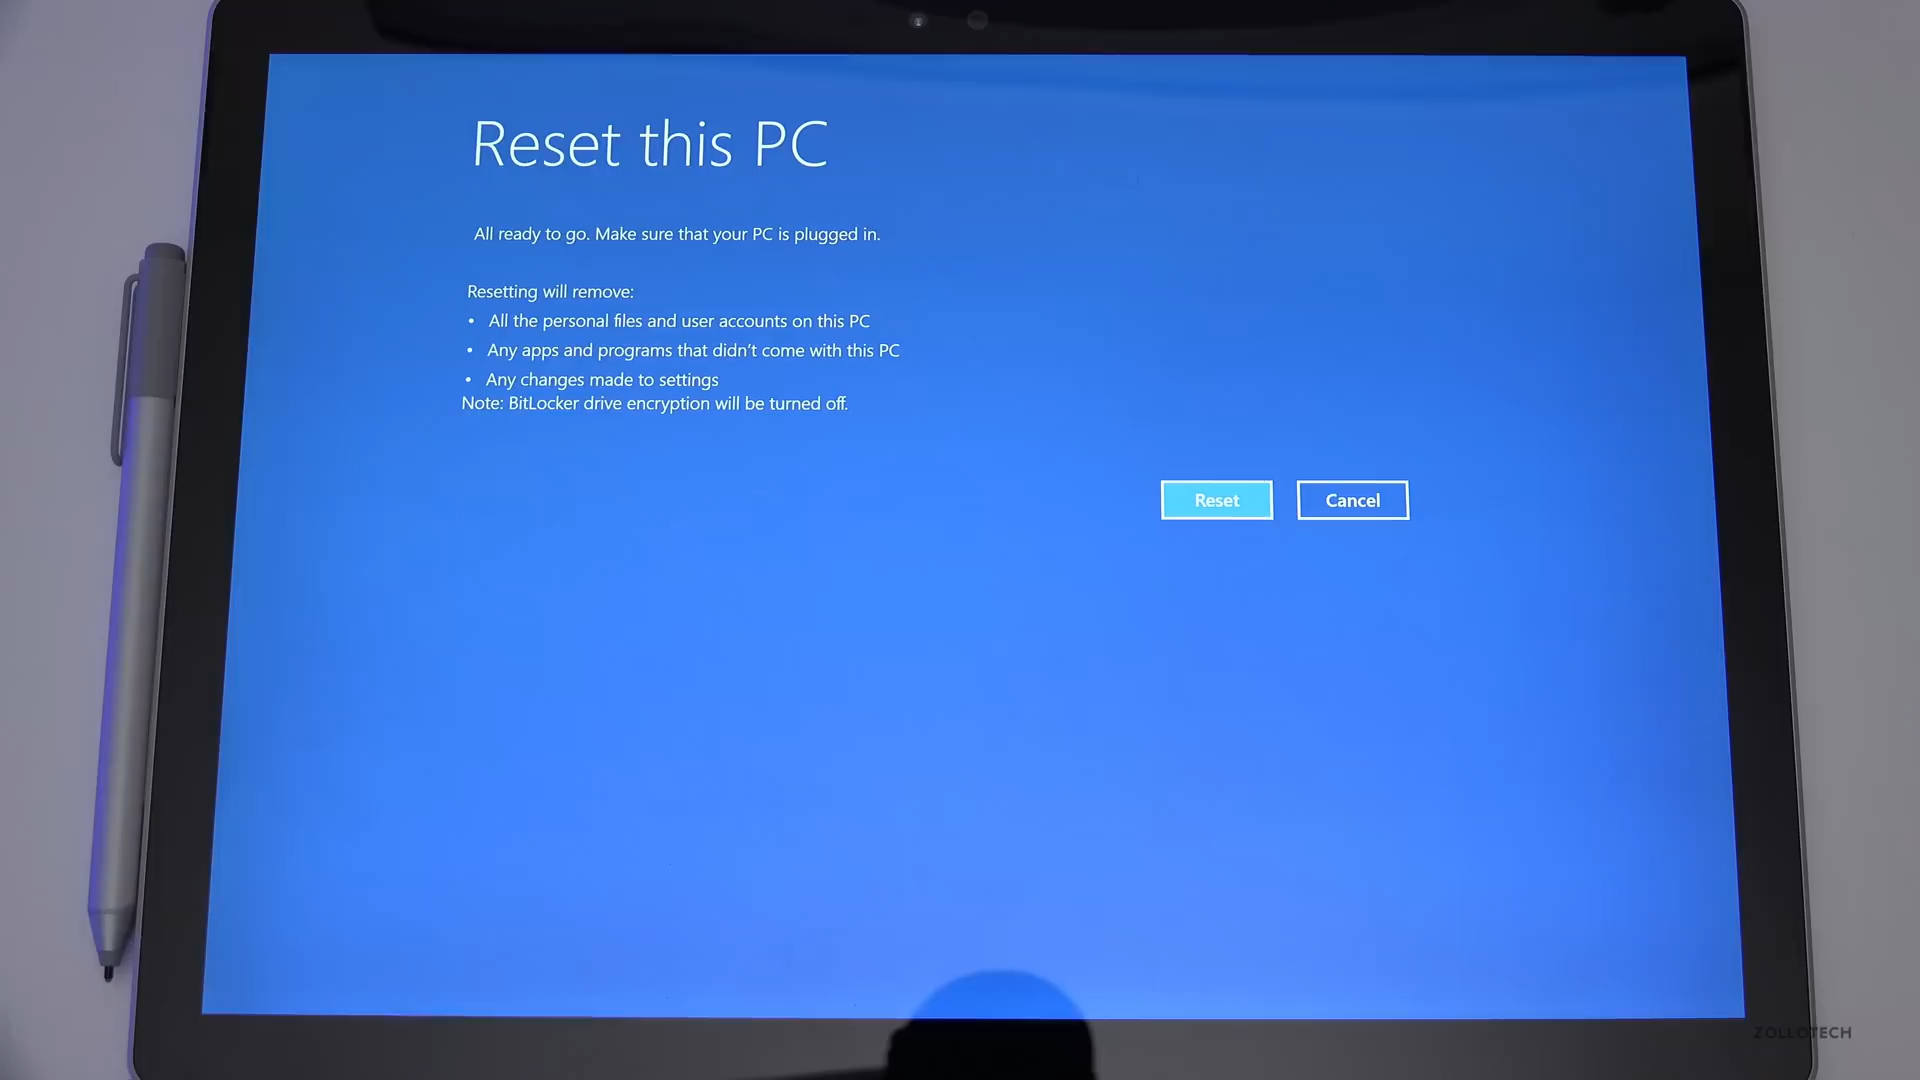 Reset this PC
All ready to go. Make sure that your PC is plugged in.
Resetting will remove:
• All the personal files and user accounts on this PC
• Any apps and programs that didn't come with this PC
• Any changes made to settings
Note: BitLocker drive encryption will be turned off.
Reset Cancel
ZOLLOTECH